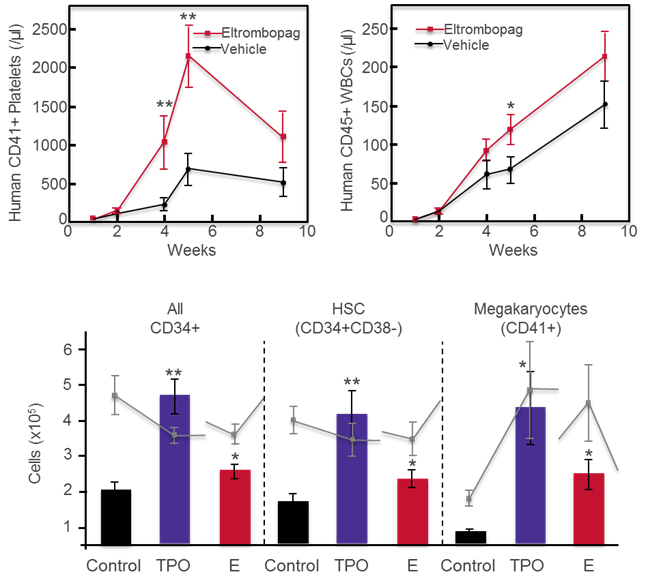 Human CD41+ Platelets (/µl)
2500
2000
1500
1000
500
0
0 2 4 6 8 10
Weeks
Eltrombopag
Vehicle
**
**
Human CD45+ WBCs (/µl)
200
150
100
50
0
0 2 4 6 8 10
Weeks
Eltrombopag
Vehicle
*
All
CD34+
HSC
(CD34+CD38-)
Megakaryocytes
(CD41+)
Cells (x10⁵)
6
5
4
3
2
1
**
*
**
*
*
*
Control TPO E Control TPO E Control TPO E